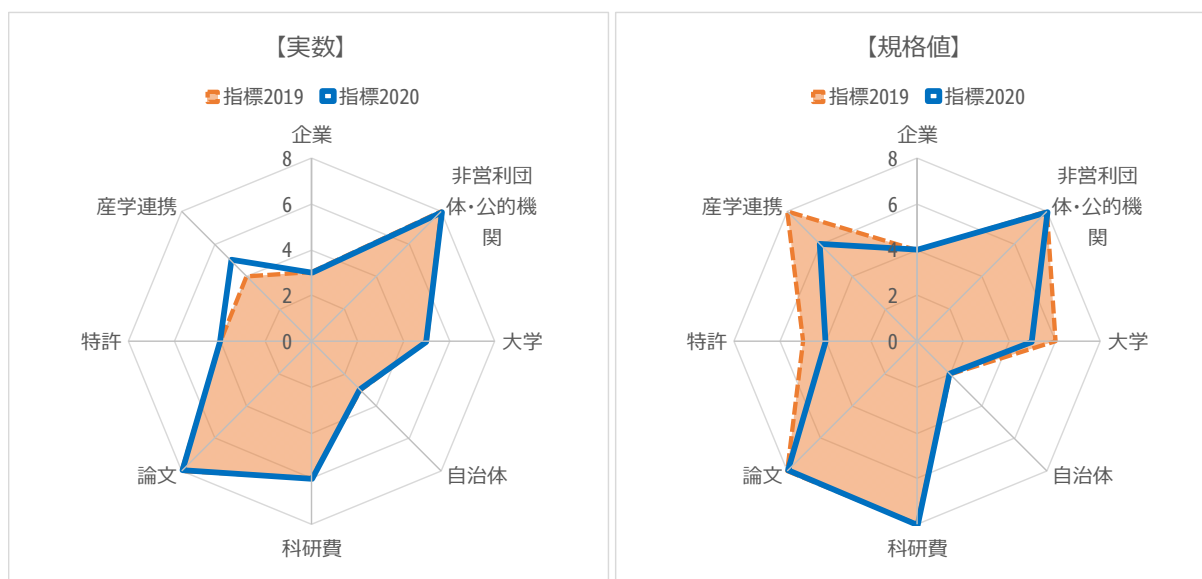 【実数】
指標2019 指標2020
企業
非営利団
体・公的機
関
大学
自治体
科研費
論文
特許
産学連携
8
6
4
2
0
【規格値】
指標2019 指標2020
企業
非営利団
体・公的機
関
大学
自治体
科研費
論文
特許
産学連携
8
6
4
2
0